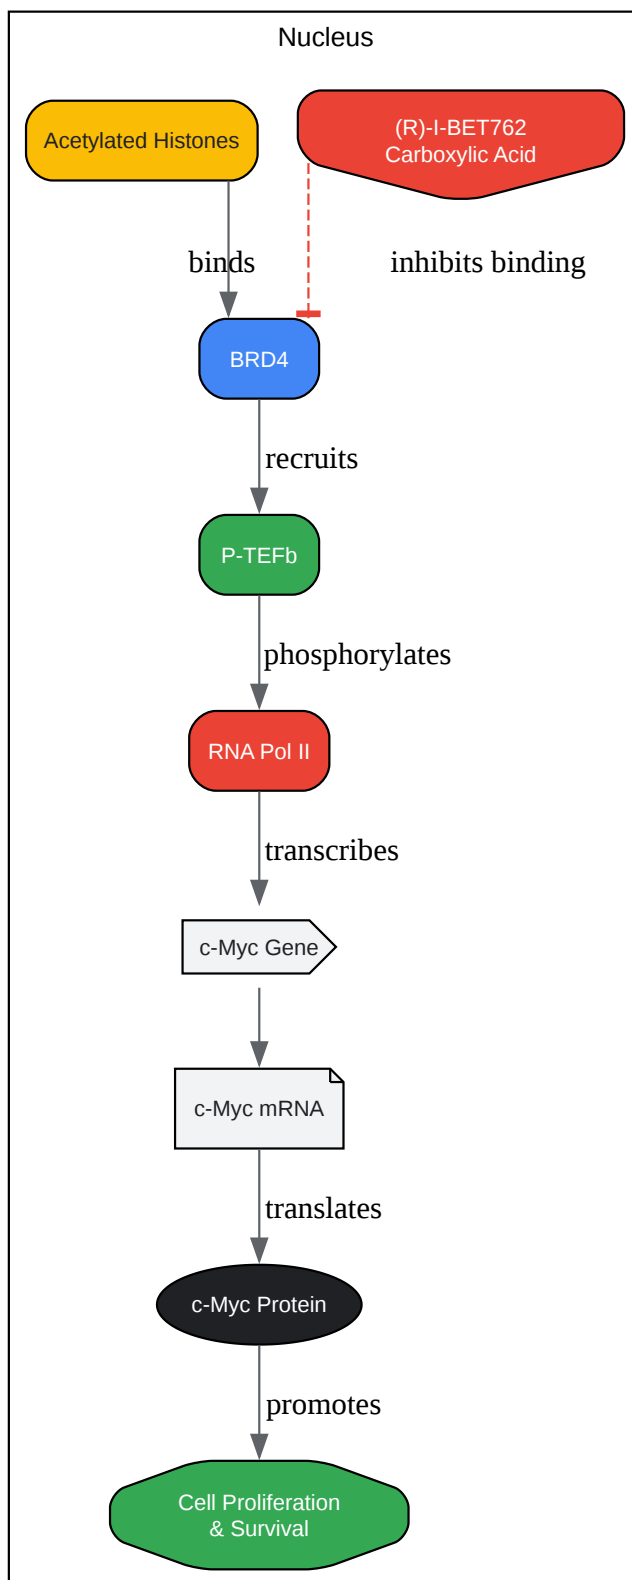 Nucleus
Acetylated Histones
(R)-I-BET762
Carboxylic Acid
binds
inhibits binding
BRD4
recruits
P-TEFb
phosphorylates
RNA Pol II
transcribes
c-Myc Gene
c-Myc mRNA
translates
c-Myc Protein
promotes
Cell Proliferation
& Survival